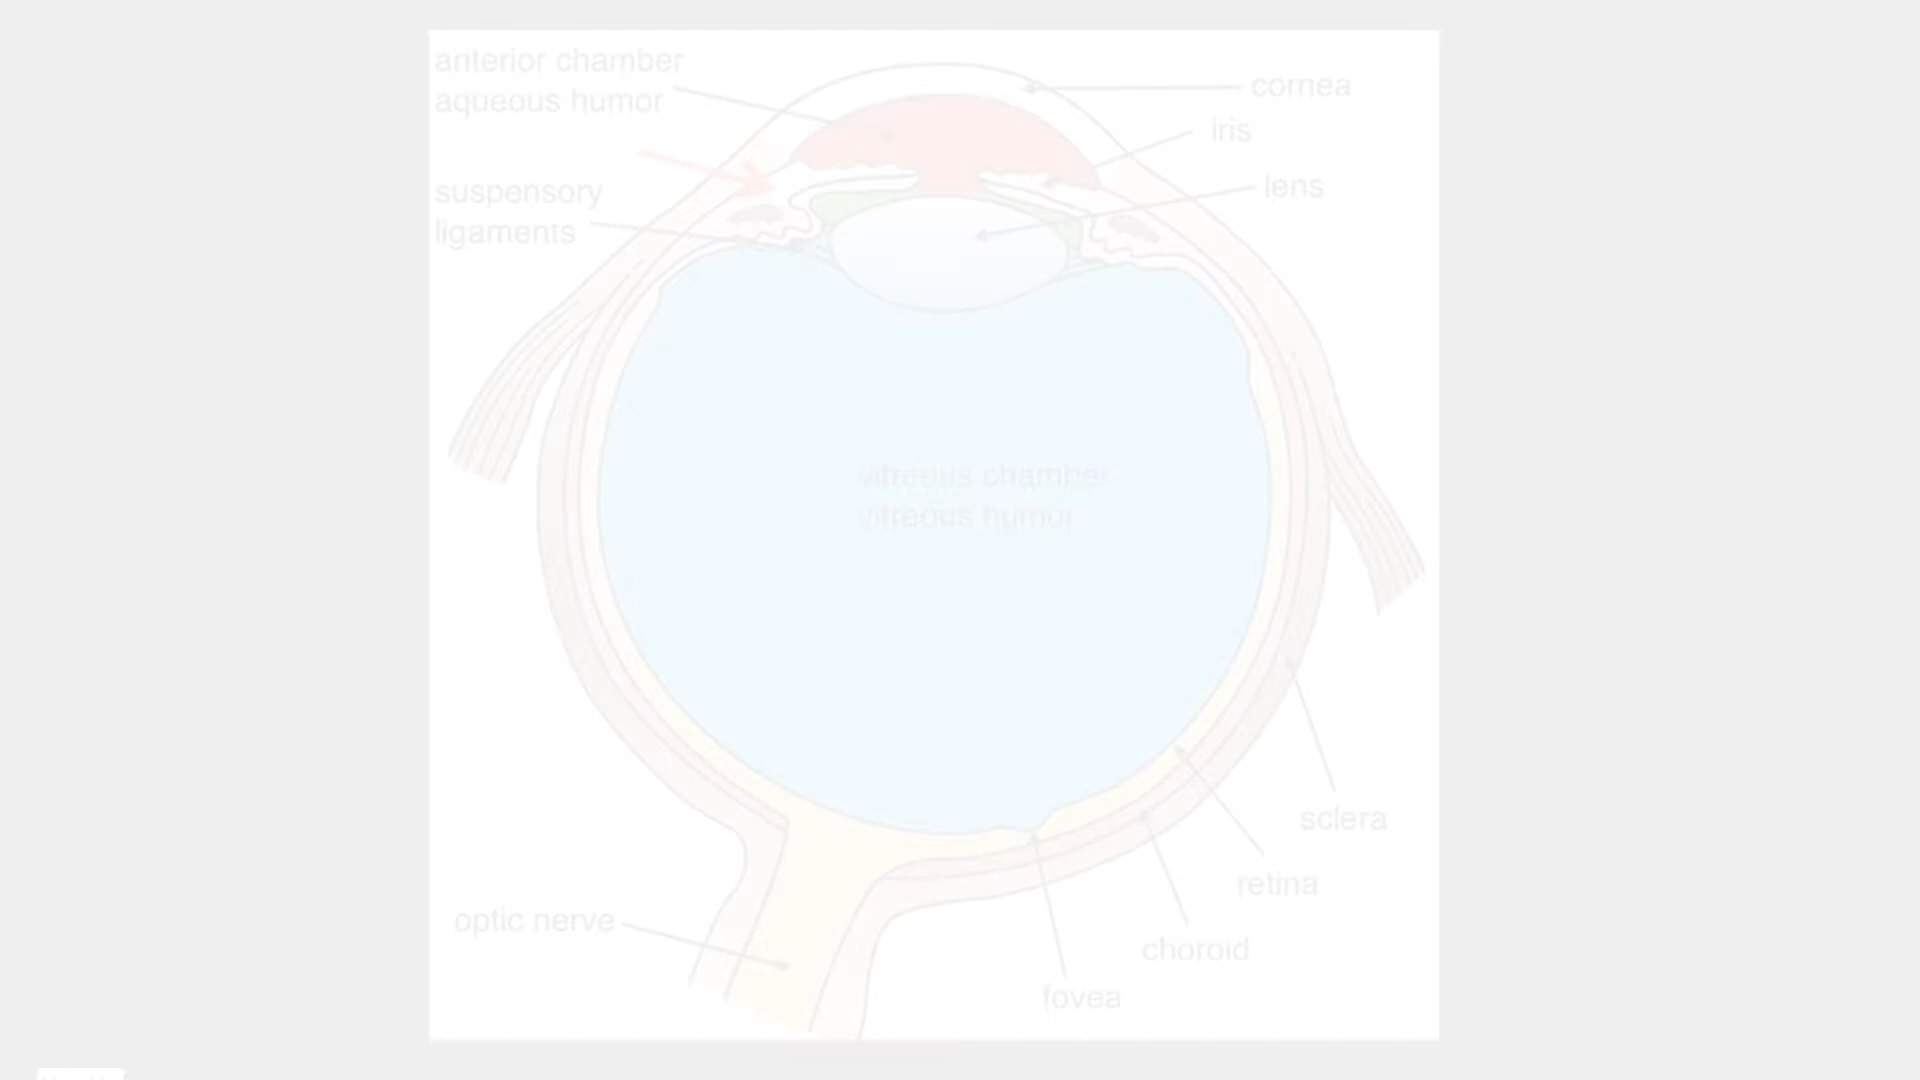 anterior chamber
aqueous humor
cornea
iris
lens
suspensory
ligaments
vitreous chamber
vitreous humor
sclera
retina
optic nerve
choroid
fovea